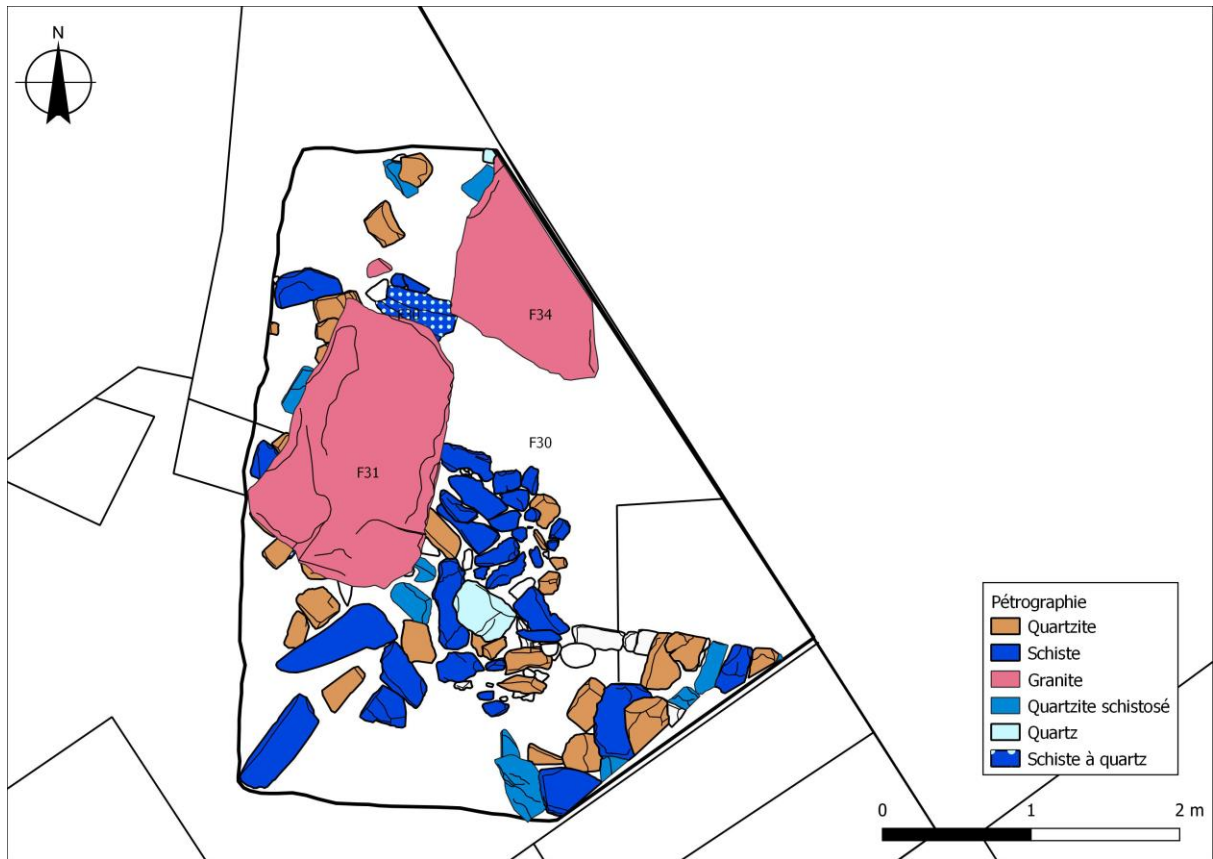 N
F34
F30
F31
Pétrographie
Quartzite
Schiste
Granite
Quartzite schistosé
Quartz
Schiste à quartz
0 1 2 m